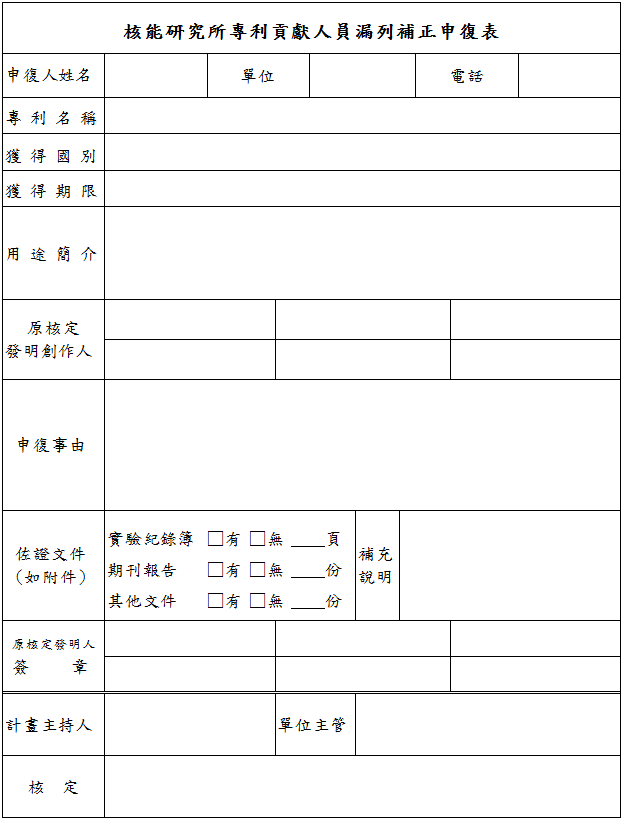 核能研究所專利貢獻人員漏列補正申復表
申復人姓名 單位 電話
專利名稱
獲得國別
獲得期限
用途簡介
原核定
發明創作人
申復事由
佐證文件
（如附件）
實驗紀錄簿 □有 □無 ____頁
期刊報告 □有 □無 ____份
其他文件 □有 □無 ____份
補充
說明
原核定發明人
簽章
計畫主持人 單位主管
核定